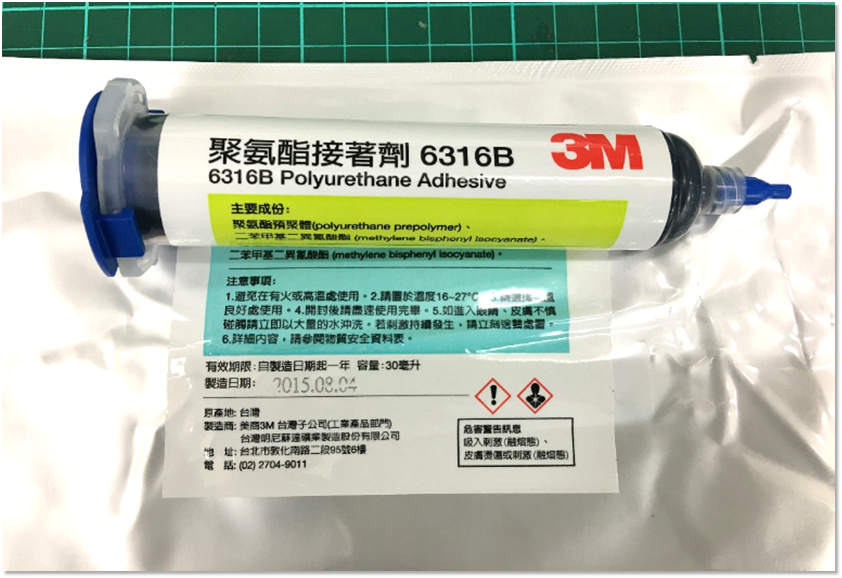 聚氨酯接著劑 6316B
3M
6316B Polyurethane Adhesive
主要成份：
聚氨酯預聚體(polyurethane prepolymer)、
二苯甲基二異氰酸酯 (methylene bisphenyl isocyanate)。
二苯甲基二異氰酸酯 (methylene bisphenyl isocyanate)。
注意事項：
1.避免在有火或高溫處使用。2.請置於溫度16~27°C
良好處使用。4.開封後請盡速使用完畢。5.如進入眼睛、皮膚不慎
碰觸請立即以大量的水沖洗。若刺激持續發生，請立刻送醫處置。
6.詳細內容，請參閱物質安全資料表。
有效期限：自製造日期起一年 容量：30毫升
製造日期： 2015.08.04
原產地: 台灣
製造商: 美商3M 台灣子公司(工業產品部門)
台灣明尼蘇達礦業製造股份有限公司
地 址: 台北市敦化南路二段95號6樓
電 話: (02) 2704-9011
危害警告訊息
吸入刺激(融熔態)、
皮膚燙傷或刺激(融熔態)